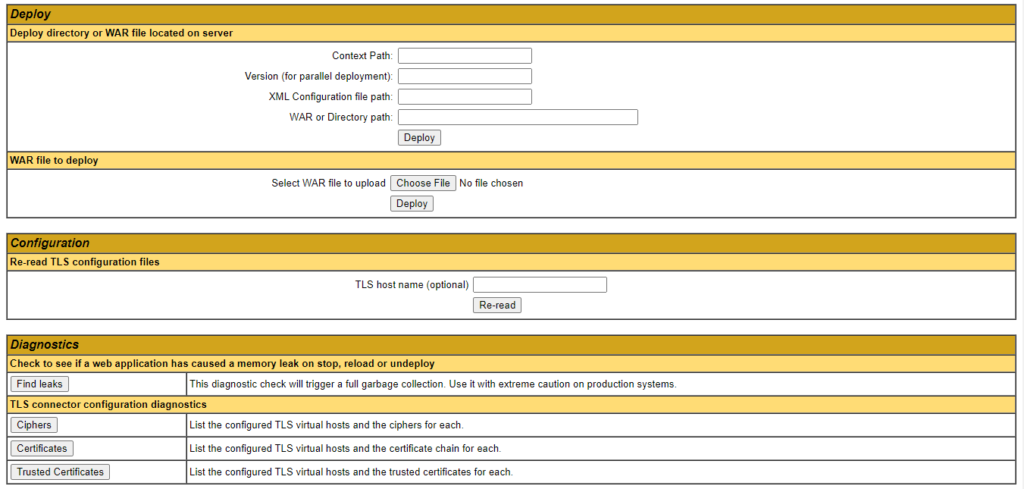 Deploy
Deploy directory or WAR file located on server
Context Path:
Version (for parallel deployment):
XML Configuration file path:
WAR or Directory path:
Deploy
WAR file to deploy
Select WAR file to upload Choose File No file chosen
Deploy
Configuration
Re-read TLS configuration files
TLS host name (optional)
Re-read
Diagnostics
Check to see if a web application has caused a memory leak on stop, reload or undeploy
Find leaks This diagnostic check will trigger a full garbage collection. Use it with extreme caution on production systems.
TLS connector configuration diagnostics
Ciphers List the configured TLS virtual hosts and the ciphers for each.
Certificates List the configured TLS virtual hosts and the certificate chain for each.
Trusted Certificates List the configured TLS virtual hosts and the trusted certificates for each.